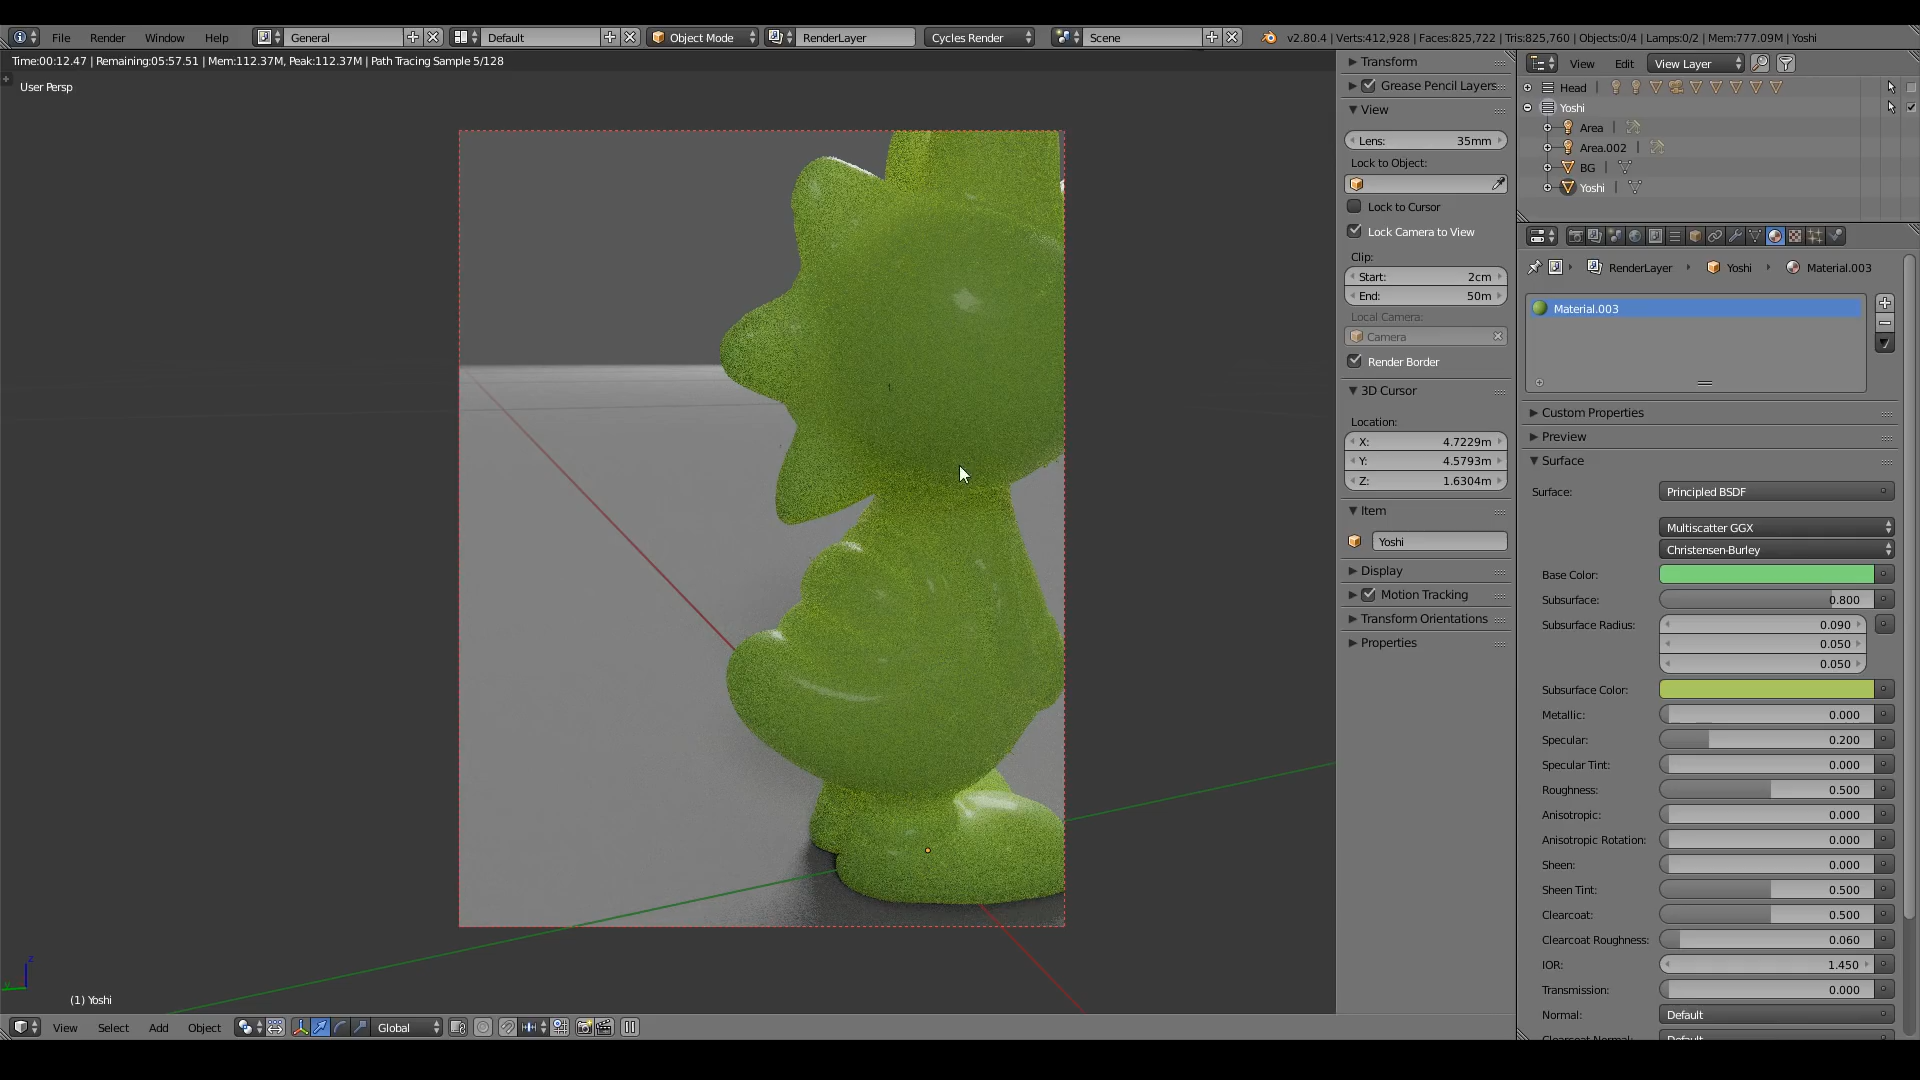 File Render Window Help General Default Object Mode RenderLayer Cycles Render Scene v2.80.4 | Verts:412,928 | Faces:825,722 | Tris:825,760 | Objects:0/4 | Lamps:0/2 | Mem:777.09M | Yoshi
Time:00:12.47 | Remaining:05:57.51 | Mem:112.37M, Peak:112.37M | Path Tracing Sample 5/128
User Persp
(1) Yoshi
z
y
View Select Add Object Global
Transform
Grease Pencil Layers
View
Lens: 35mm
Lock to Object:
Lock to Cursor
Lock Camera to View
Clip:
Start: 2cm
End: 50m
Local Camera:
Camera
Render Border
3D Cursor
Location:
X: 4.7229m
Y: 4.5793m
Z: 1.6304m
Item
Yoshi
Display
Motion Tracking
Transform Orientations
Properties
View Edit View Layer
Head
Yoshi
Area
Area.002
BG
Yoshi
RenderLayer Yoshi Material.003
Material.003
Custom Properties
Preview
Surface
Surface: Principled BSDF
Multiscatter GGX
Christensen-Burley
Base Color:
Subsurface: 0.800
Subsurface Radius: 0.090
0.050
0.050
Subsurface Color:
Metallic: 0.000
Specular: 0.200
Specular Tint: 0.000
Roughness: 0.500
Anisotropic: 0.000
Anisotropic Rotation: 0.000
Sheen: 0.000
Sheen Tint: 0.500
Clearcoat: 0.500
Clearcoat Roughness: 0.060
IOR: 1.450
Transmission: 0.000
Normal: Default
Clearcoat Normal: Default